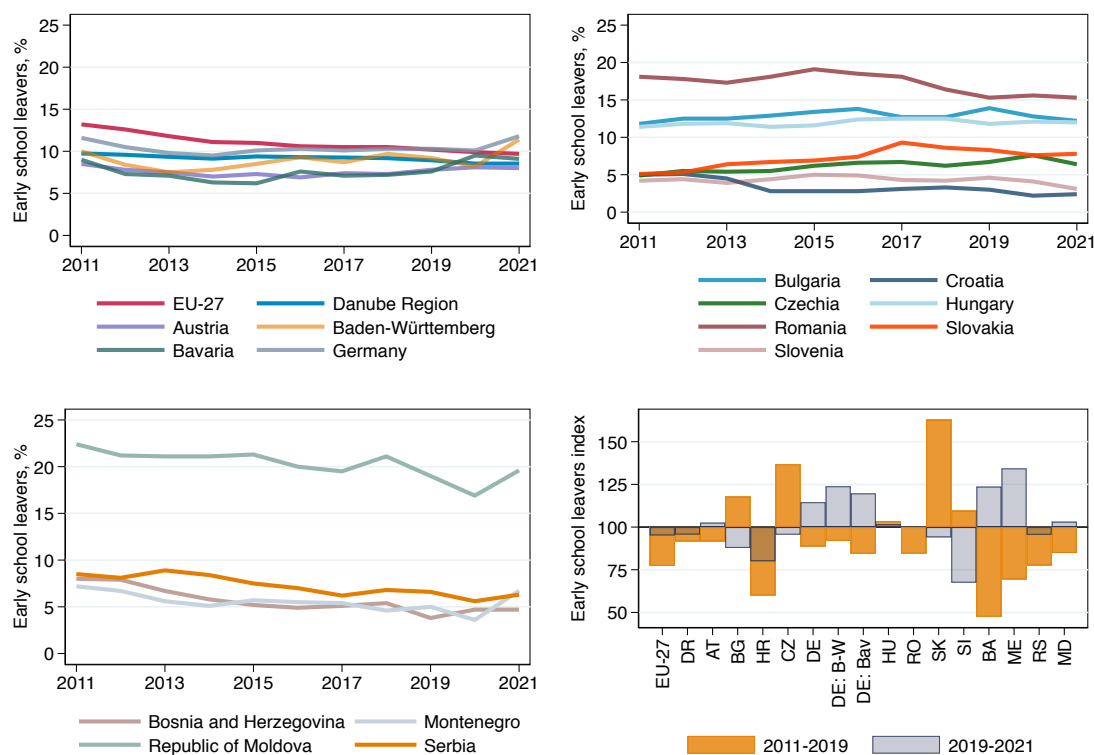 Early school leavers, %
25
20
15
10
5
0
2011 2013 2015 2017 2019 2021
EU-27 Danube Region
Austria Baden-Württemberg
Bavaria Germany
Early school leavers, %
25
20
15
10
5
0
2011 2013 2015 2017 2019 2021
Bulgaria Croatia
Czechia Hungary
Romania Slovakia
Slovenia
Early school leavers, %
25
20
15
10
5
0
2011 2013 2015 2017 2019 2021
Bosnia and Herzegovina Montenegro
Republic of Moldova Serbia
Early school leavers index
150
125
100
75
50
EU-27 DR AT BG HR CZ DE DE: B-W DE: Bav HU RO SK SI BA ME RS MD
2011-2019 2019-2021